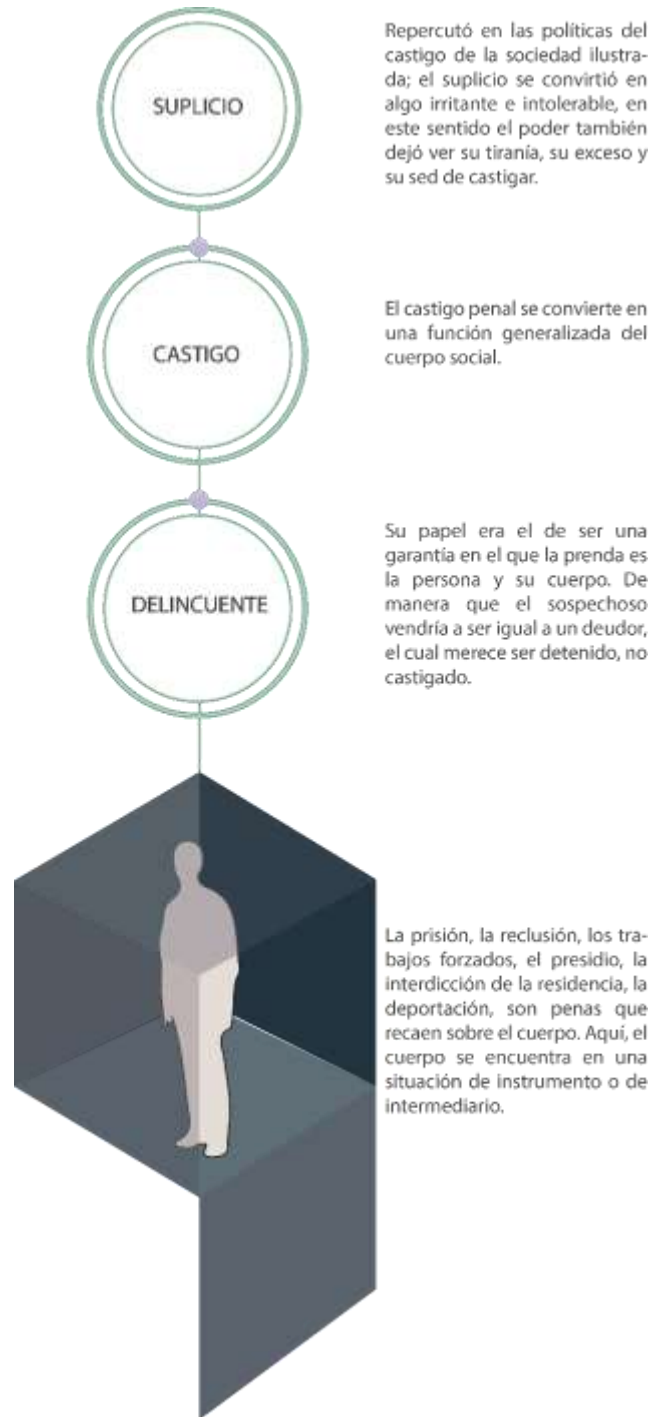 SUPLICIO
Repercutó en las políticas del
castigo de la sociedad ilustra-
da; el suplicio se convirtió en
algo irritante e intolerable, en
este sentido el poder también
dejó ver su tiranía, su exceso y
su sed de castigar.
CASTIGO
El castigo penal se convierte en
una función generalizada del
cuerpo social.
DELINCUENTE
Su papel era el de ser una
garantía en el que la prenda es
la persona y su cuerpo. De
manera que el sospechoso
vendría a ser igual a un deudor,
el cual merece ser detenido, no
castigado.
La prisión, la reclusión, los tra-
bajos forzados, el presidio, la
interdicción de la residencia, la
deportación, son penas que
recaen sobre el cuerpo. Aquí, el
cuerpo se encuentra en una
situación de instrumento o de
intermediario.